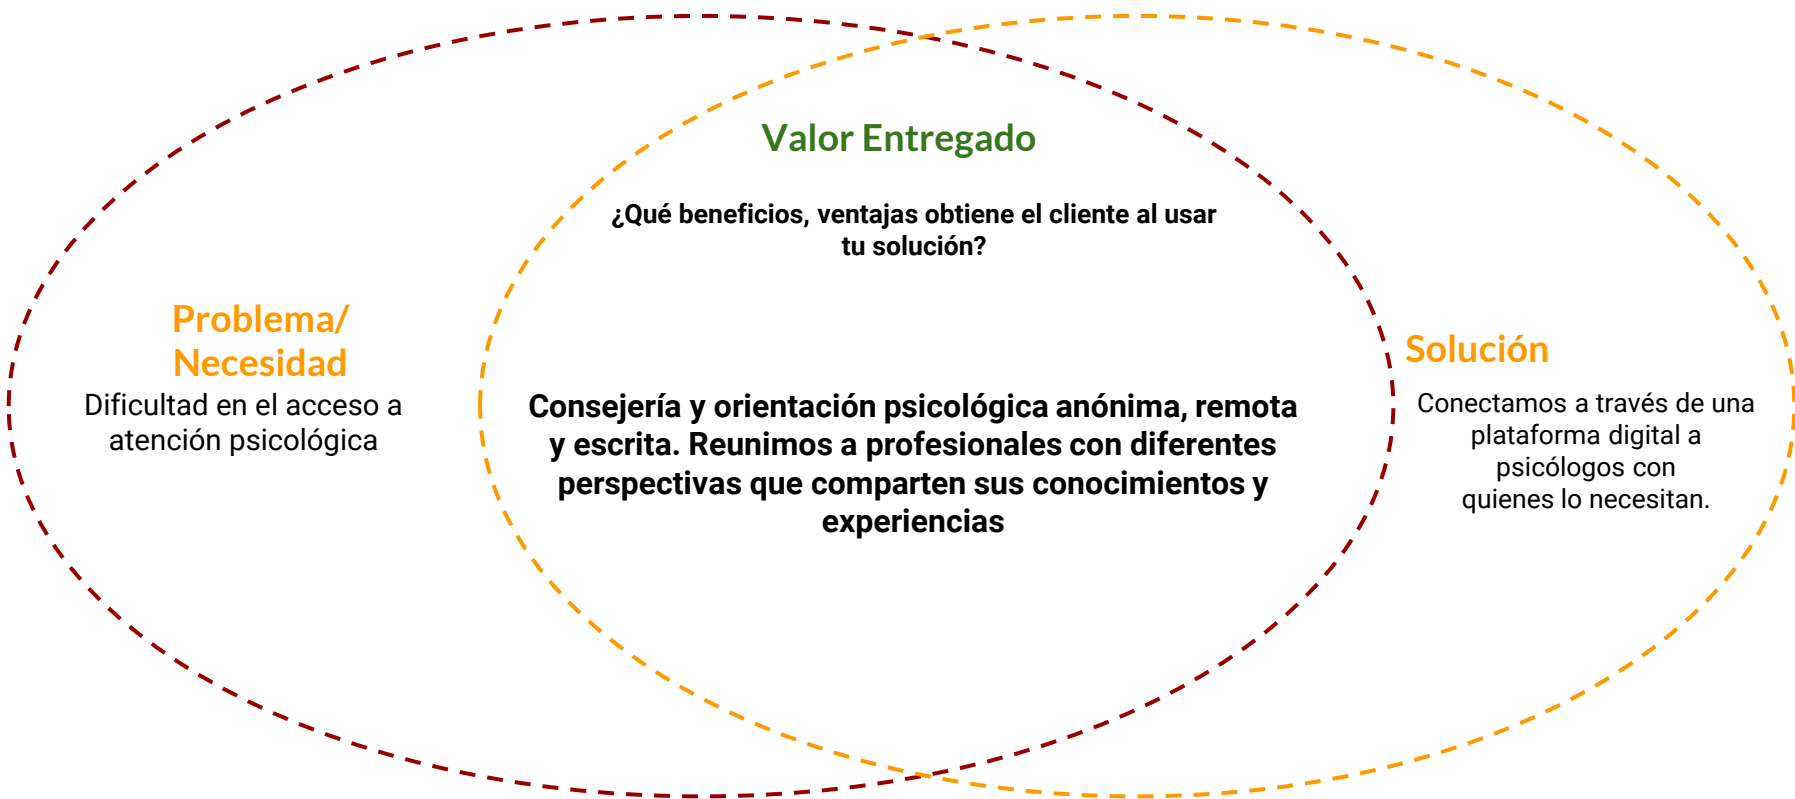 Valor Entregado
¿Qué beneficios, ventajas obtiene el cliente al usar
tu solución?
Problema/
Necesidad
Dificultad en el acceso a
atención psicológica
Consejería y orientación psicológica anónima, remota
y escrita. Reunimos a profesionales con diferentes
perspectivas que comparten sus conocimientos y
experiencias
Solución
Conectamos a través de una
plataforma digital a
psicólogos con
quienes lo necesitan.